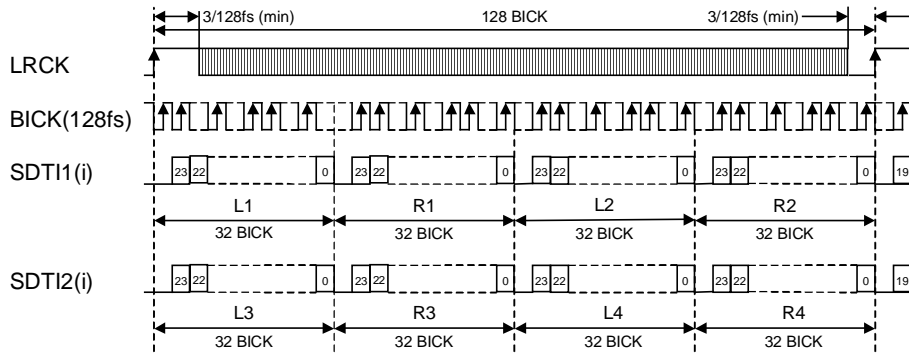 3/128fs (min) 128 BICK 3/128fs (min)
LRCK
BICK(128fs)
SDTI1(i) 23 22 0 23 22 0 23 22 0 23 22 0 19
L1 R1 L2 R2
32 BICK 32 BICK 32 BICK 32 BICK
SDTI2(i) 23 22 0 23 22 0 23 22 0 23 22 0 19
L3 R3 L4 R4
32 BICK 32 BICK 32 BICK 32 BICK